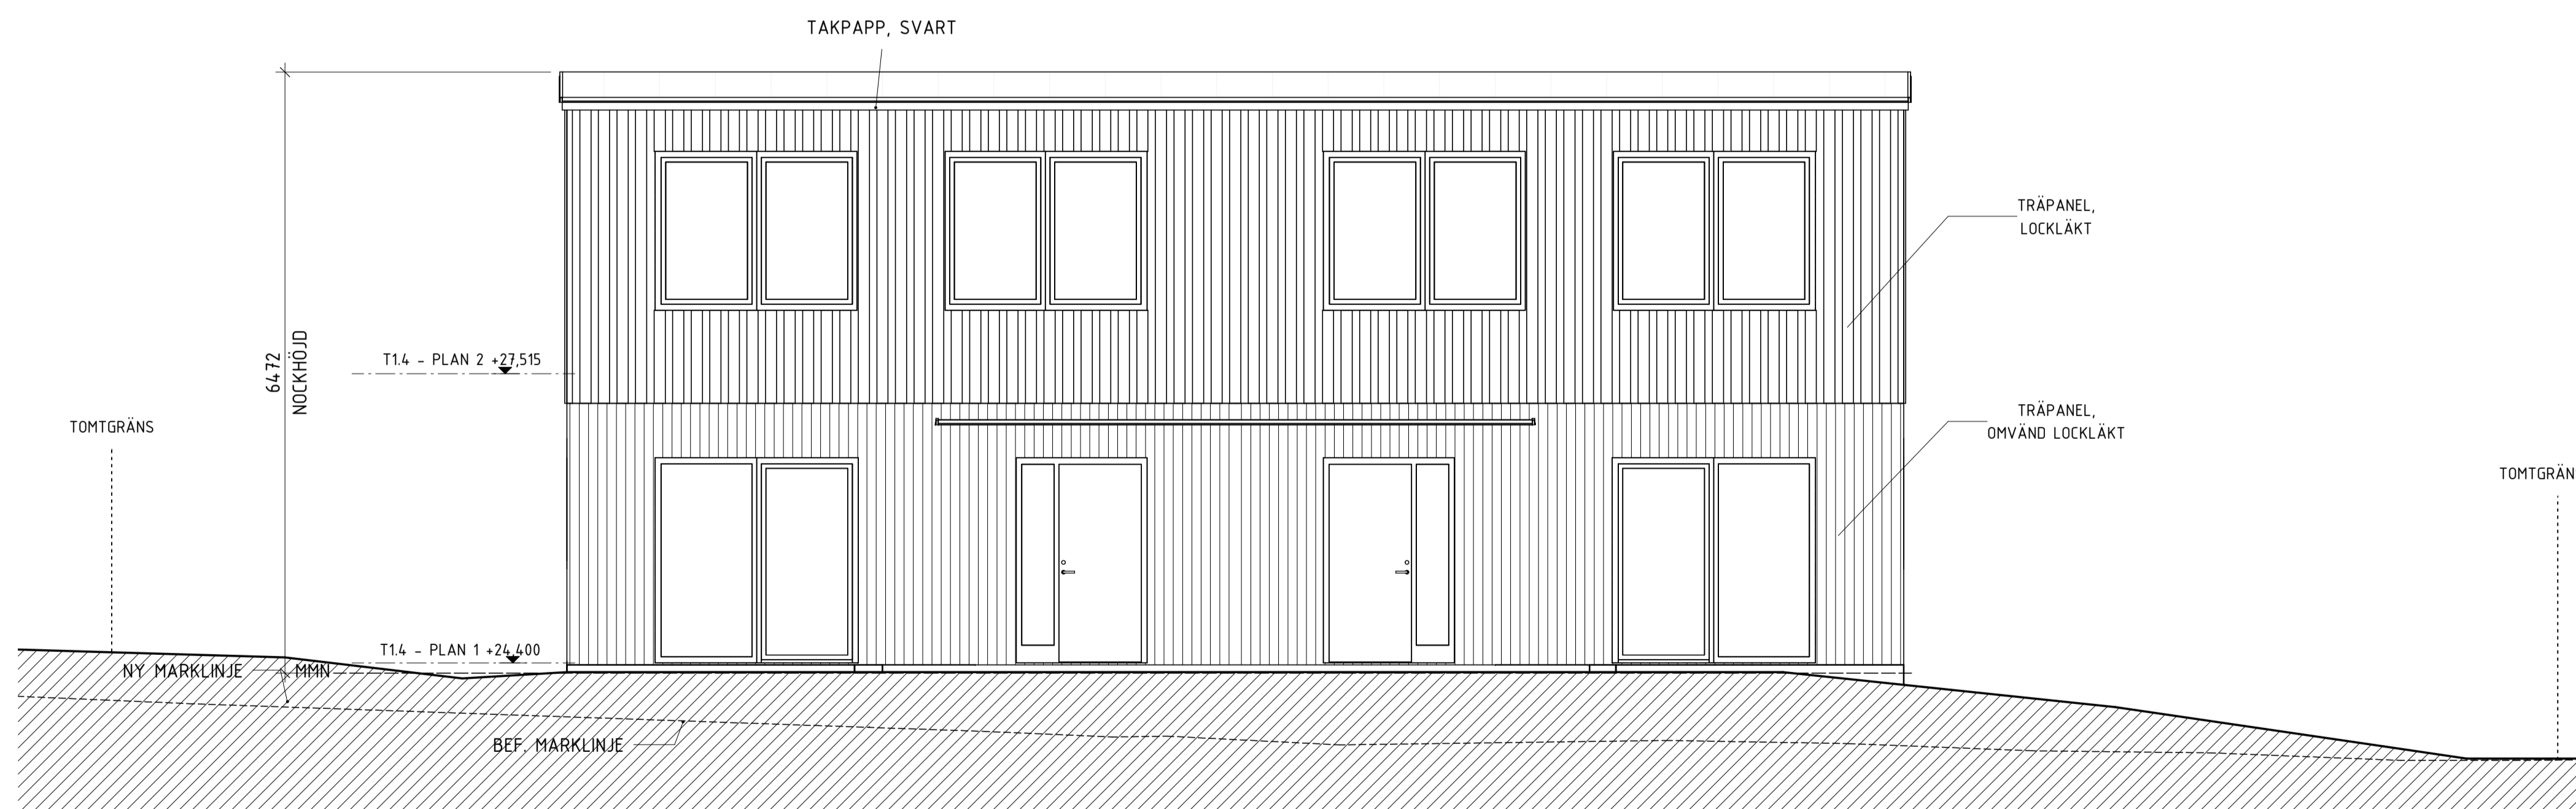 TAKPAPP, SVART
TRÄPANEL,
LOCKLÄKT
6472
NOCKHÖJD
T1.4 - PLAN 2 +27,515
TRÄPANEL,
OMVÄND LOCKLÄKT
TOMTGRÄNS
TOMTGRÄN
T1.4 - PLAN 1 +24,400
NY MARKLINJE
MMN
BEF. MARKLINJE